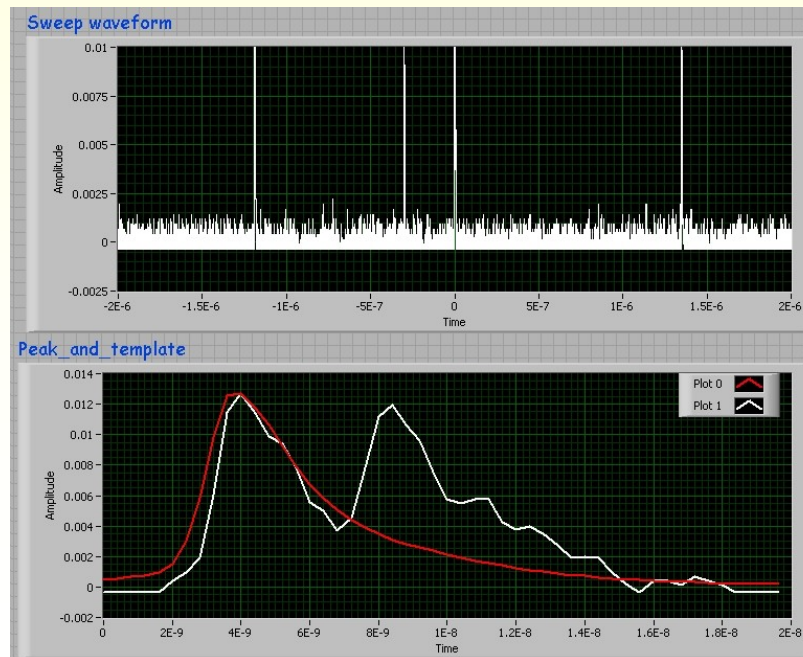 Sweep waveform
Amplitude
0.01
0.0075
0.005
0.0025
0
-0.0025
-2E-6 -1.5E-6 -1E-6 -5E-7 0 5E-7 1E-6 1.5E-6 2E-6
Time
Peak_and_template
Plot 0
Plot 1
Amplitude
0.014
0.012
0.01
0.008
0.006
0.004
0.002
0
-0.002
0 2E-9 4E-9 6E-9 8E-9 1E-8 1.2E-8 1.4E-8 1.6E-8 1.8E-8 2E-8
Time